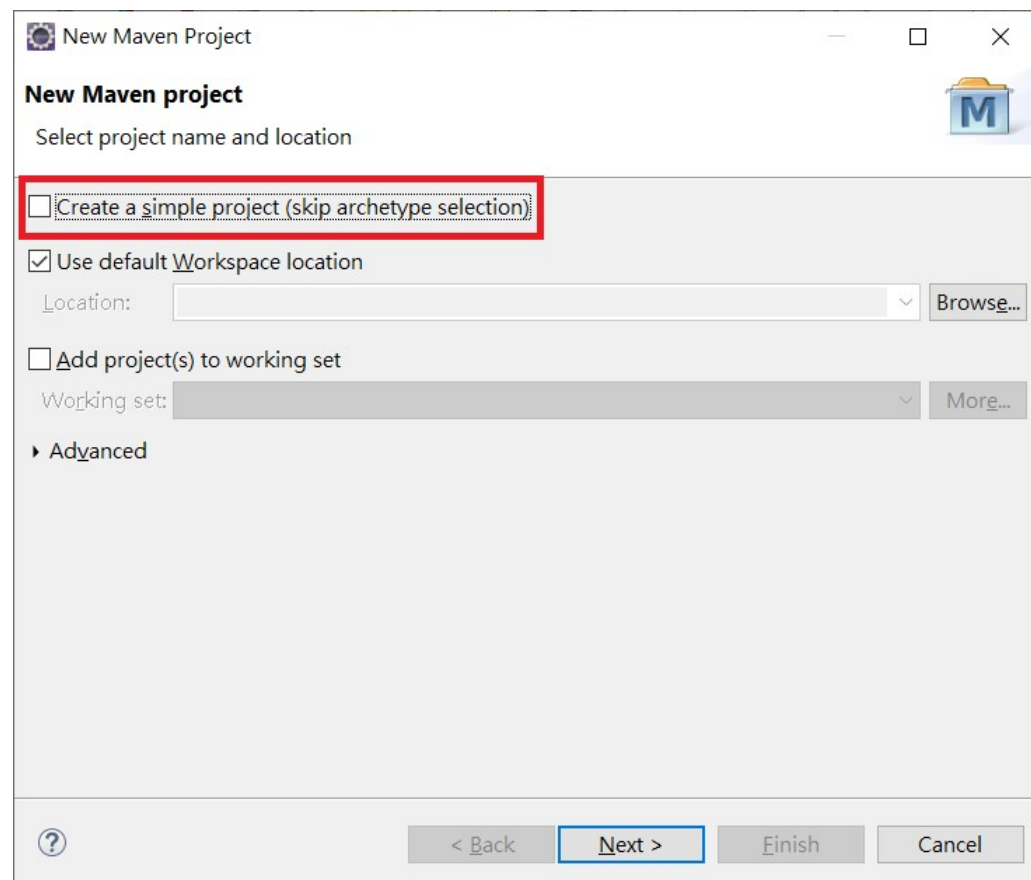 New Maven Project
New Maven project
M
Select project name and location
Create a simple project (skip archetype selection)
Use default Workspace location
Location:
Browse...
Add project(s) to working set
Working set:
More...
Advanced
?
< Back
Next >
Finish
Cancel